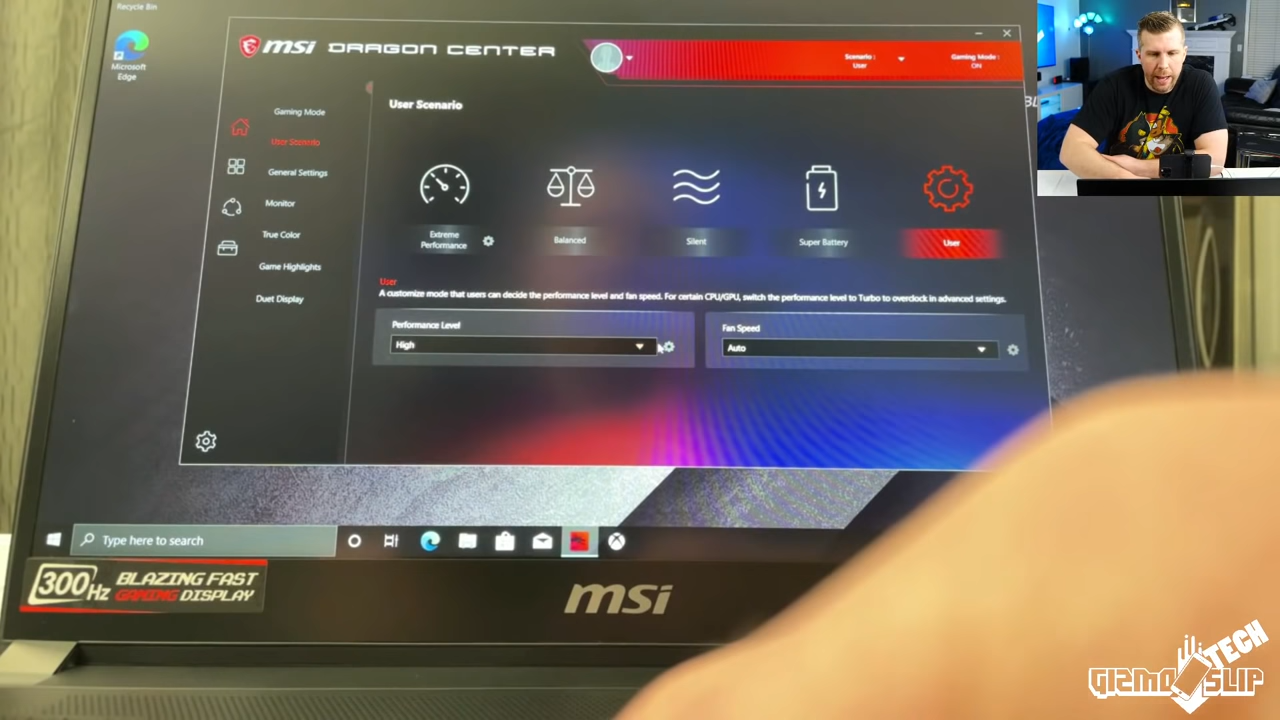 Recycle Bin
Microsoft
Edge
msi DRAGON CENTER
Scenario :
User
Gaming Mode :
ON
Gaming Mode
User Scenario
General Settings
Monitor
True Color
Game Highlights
Duet Display
User Scenario
Extreme
Performance
Balanced
Silent
Super Battery
User
User
A customize mode that users can decide the performance level and fan speed. For certain CPU/GPU, switch the performance level to Turbo to overclock in advanced settings.
Performance Level
High
Fan Speed
Auto
Type here to search
300Hz BLAZING FAST
GAMING DISPLAY
msi
GIZMO SLIP
TECH